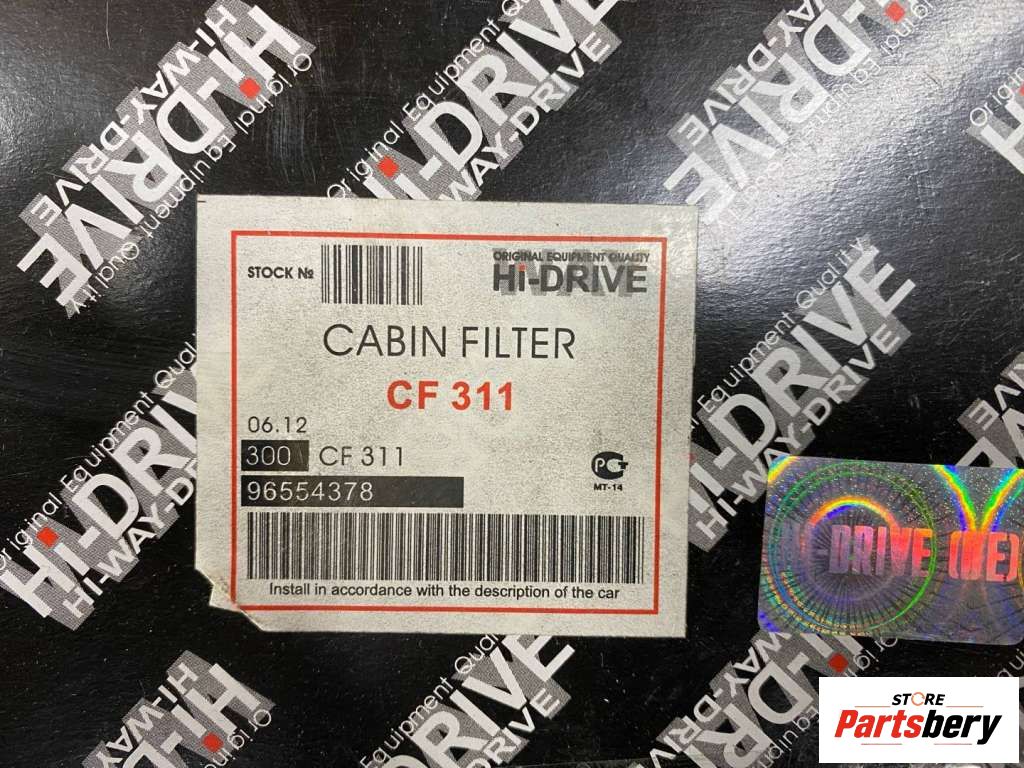 Hi-DRIVE
HI-WAY-DRIVE
Original Equipment Quality
STOCK №
ORIGINAL EQUIPMENT QUALITY
Hi-DRIVE
CABIN FILTER
CF 311
06.12
300 CF 311
96554378
РСТ
МТ-14
Install in accordance with the description of the car
-DRIVE
STORE
Partsbery